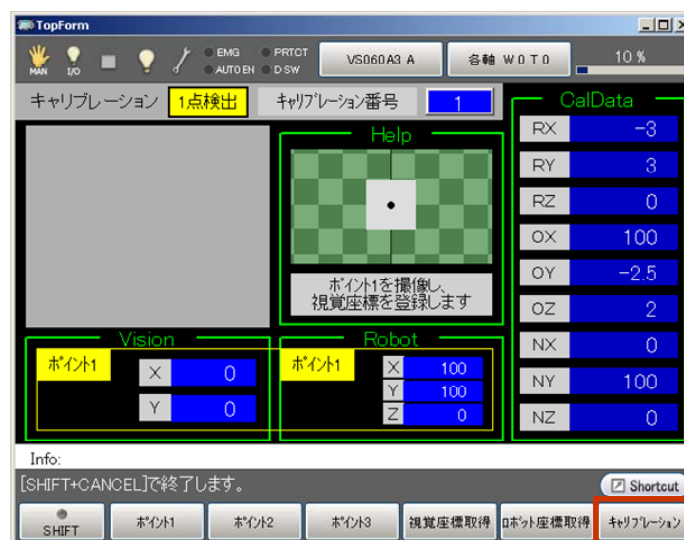 TopForm
MAN I/O EMG AUTO EN PRTCT D SW VS060A3 A 各軸 W 0 T 0 10 %
キャリブレーション 1点検出 ｷｬﾘﾌﾞﾚｰｼｮﾝ番号 1
CalData
RX -3
RY 3
RZ 0
OX 100
OY -2.5
OZ 2
NX 0
NY 100
NZ 0
Help
ﾎﾟｲﾝﾄ1を撮像し、
視覚座標を登録します
Vision
ﾎﾟｲﾝﾄ1
X 0
Y 0
Robot
ﾎﾟｲﾝﾄ1
X 100
Y 100
Z 0
Info:
[SHIFT+CANCEL]で終了します。
Shortcut
SHIFT ﾎﾟｲﾝﾄ1 ﾎﾟｲﾝﾄ2 ﾎﾟｲﾝﾄ3 視覚座標取得 ﾛﾎﾞｯﾄ座標取得 ｷｬﾘﾌﾞﾚｰｼｮﾝ